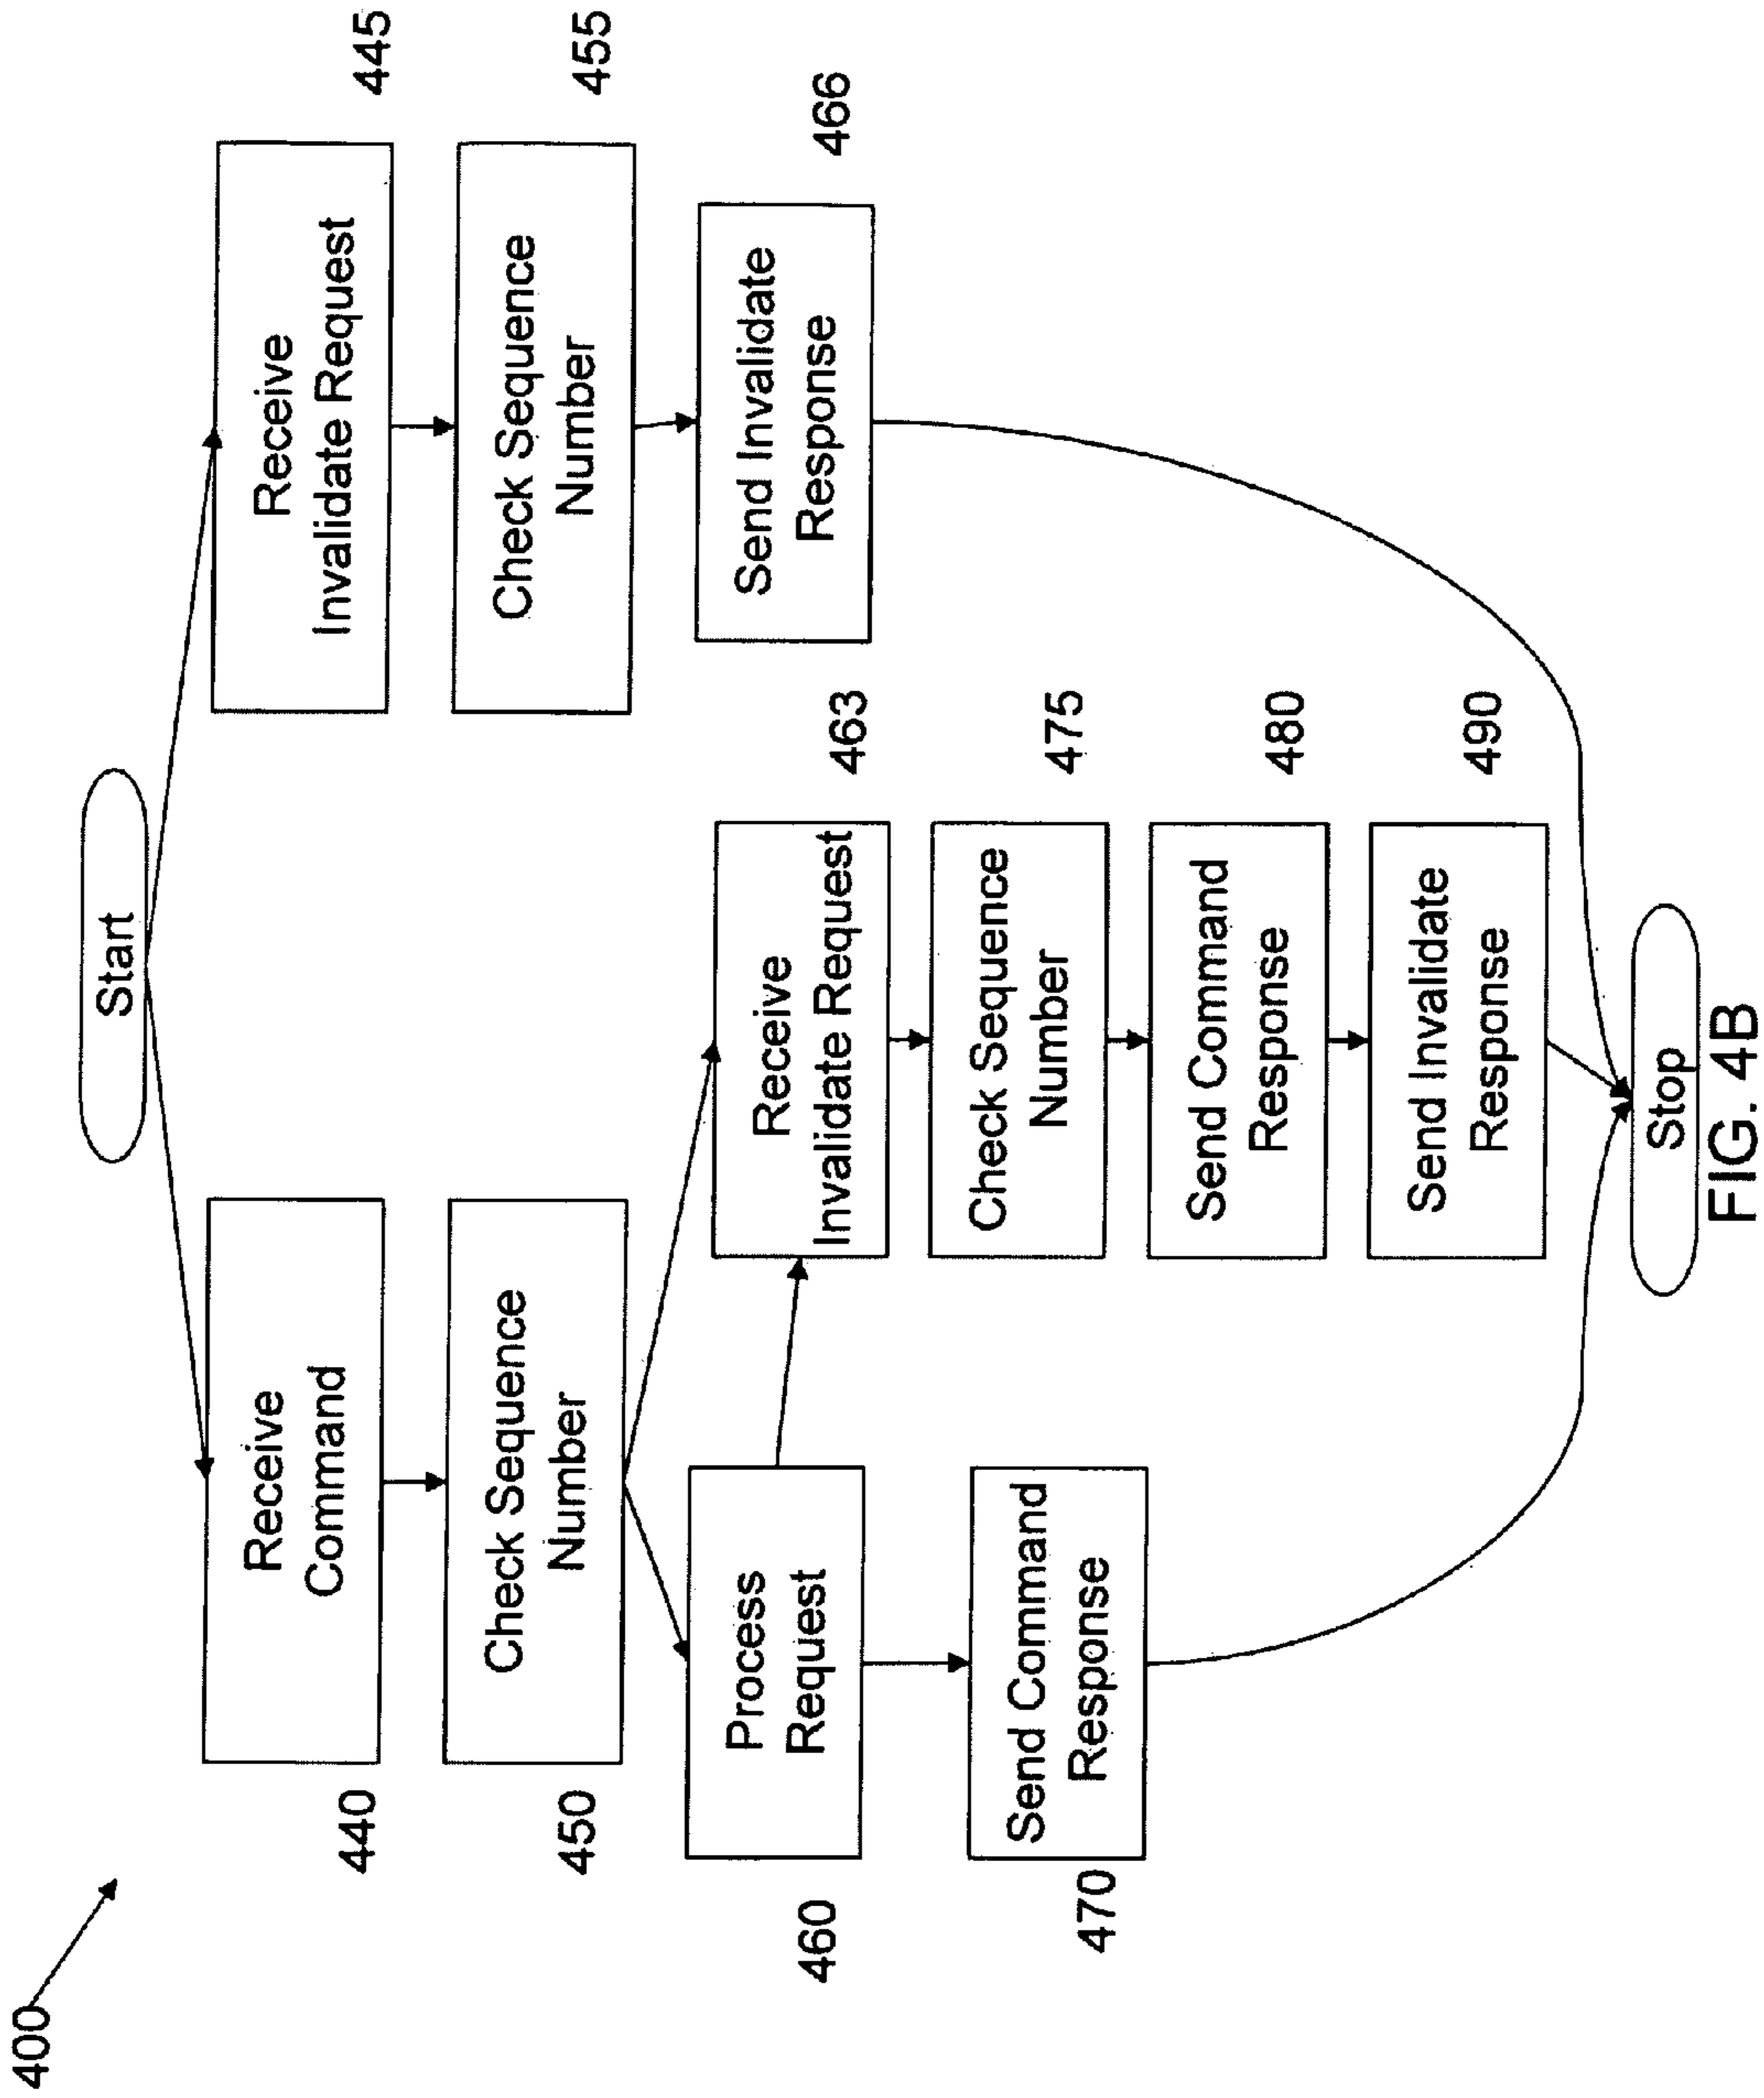 400
Start
Receive
Command
440
Receive
Invalidate Request
445
Check Sequence
Number
450
Check Sequence
Number
455
Process
Request
460
Receive
Invalidate Request
463
Send Invalidate
Response
466
Send Command
Response
470
Check Sequence
Number
475
Send Command
Response
480
Send Invalidate
Response
490
Stop
FIG. 4B